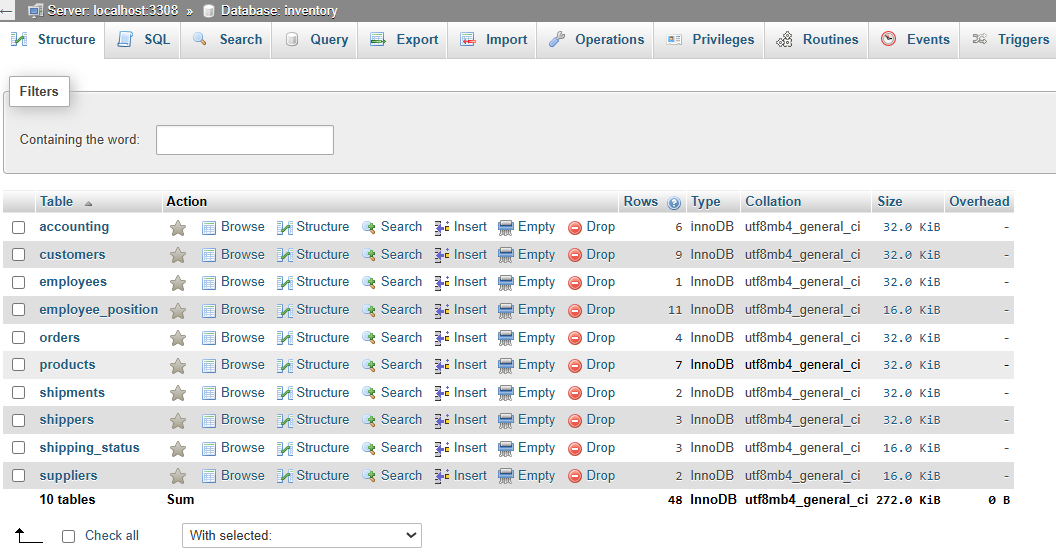 ← Server: localhost:3308 » Database: inventory
Structure SQL Search Query Export Import Operations Privileges Routines Events Triggers
Filters
Containing the word:
Table Action Rows Type Collation Size Overhead
accounting Browse Structure Search Insert Empty Drop 6 InnoDB utf8mb4_general_ci 32.0 KiB -
customers Browse Structure Search Insert Empty Drop 9 InnoDB utf8mb4_general_ci 32.0 KiB -
employees Browse Structure Search Insert Empty Drop 1 InnoDB utf8mb4_general_ci 32.0 KiB -
employee_position Browse Structure Search Insert Empty Drop 11 InnoDB utf8mb4_general_ci 16.0 KiB -
orders Browse Structure Search Insert Empty Drop 4 InnoDB utf8mb4_general_ci 32.0 KiB -
products Browse Structure Search Insert Empty Drop 7 InnoDB utf8mb4_general_ci 32.0 KiB -
shipments Browse Structure Search Insert Empty Drop 2 InnoDB utf8mb4_general_ci 32.0 KiB -
shippers Browse Structure Search Insert Empty Drop 3 InnoDB utf8mb4_general_ci 32.0 KiB -
shipping_status Browse Structure Search Insert Empty Drop 3 InnoDB utf8mb4_general_ci 16.0 KiB -
suppliers Browse Structure Search Insert Empty Drop 2 InnoDB utf8mb4_general_ci 16.0 KiB -
10 tables Sum 48 InnoDB utf8mb4_general_ci 272.0 KiB 0 B
Check all With selected: